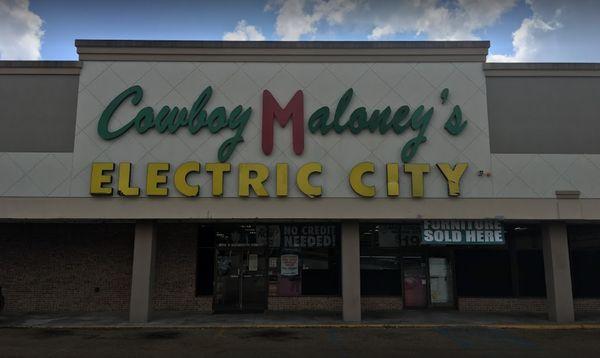 Cowboy Maloney's
ELECTRIC CITY
NO CREDIT
NEEDED!
FURNITURE
SOLD HERE